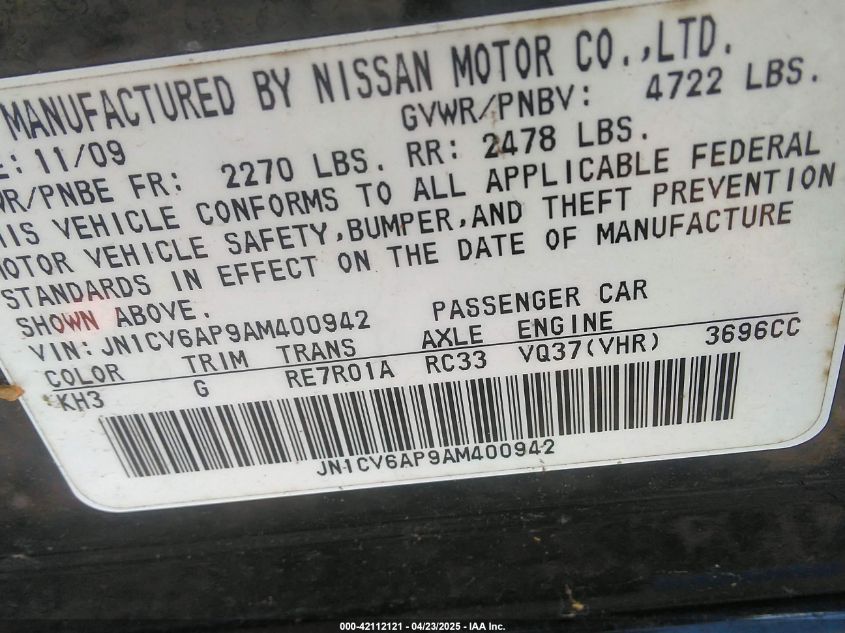 MANUFACTURED BY NISSAN MOTOR CO.,LTD.
E: 11/09 GVWR/PNBV: 4722 LBS.
WR/PNBE FR: 2270 LBS. RR: 2478 LBS.
HIS VEHICLE CONFORMS TO ALL APPLICABLE FEDERAL
MOTOR VEHICLE SAFETY,BUMPER,AND THEFT PREVENTION
STANDARDS IN EFFECT ON THE DATE OF MANUFACTURE
SHOWN ABOVE.
VIN: JN1CV6AP9AM400942 PASSENGER CAR
COLOR TRIM TRANS AXLE ENGINE
KH3 G RE7R01A RC33 VQ37(VHR) 3696CC
JN1CV6AP9AM400942
000-42112121 - 04/23/2025 - IAA Inc.